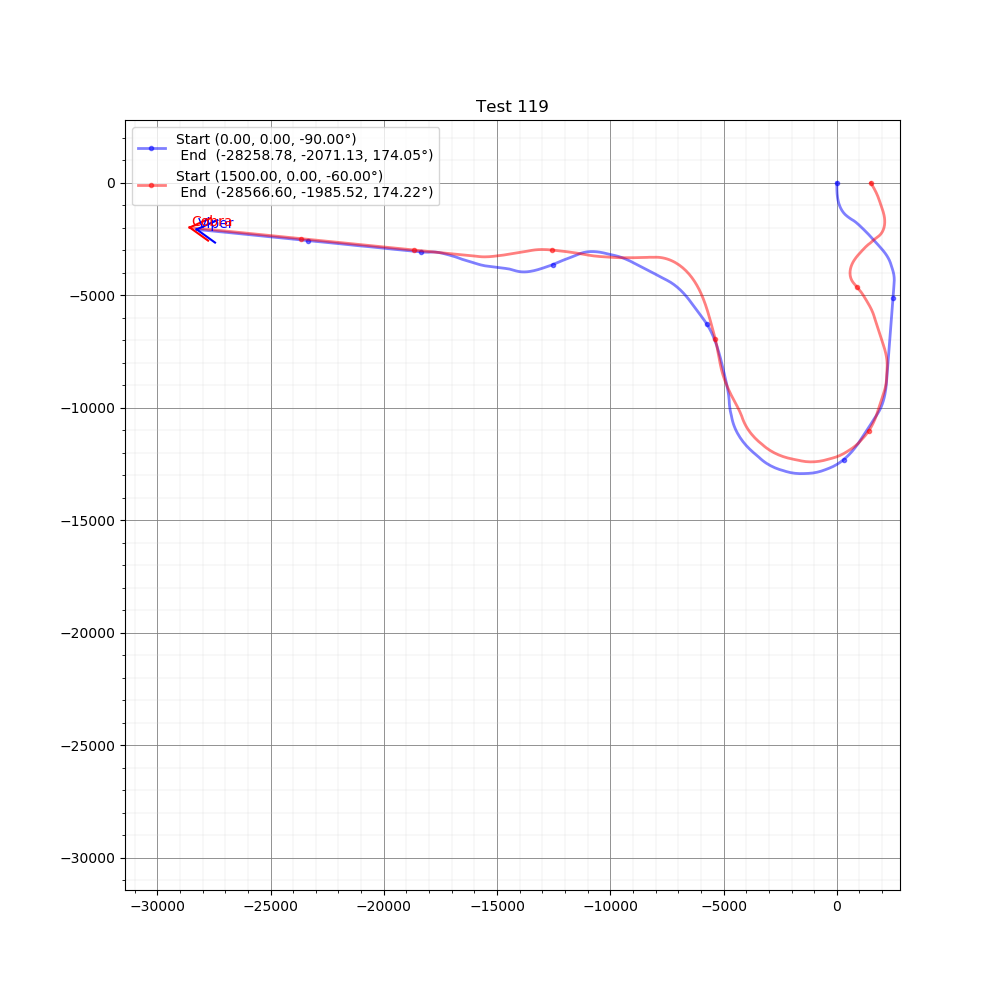 Test 119
Start (0.00, 0.00, -90.00°)
End (-28258.78, -2071.13, 174.05°)
Start (1500.00, 0.00, -60.00°)
End (-28566.60, -1985.52, 174.22°)
Cobra
Viper
0
−5000
−10000
−15000
−20000
−25000
−30000
−30000 −25000 −20000 −15000 −10000 −5000 0